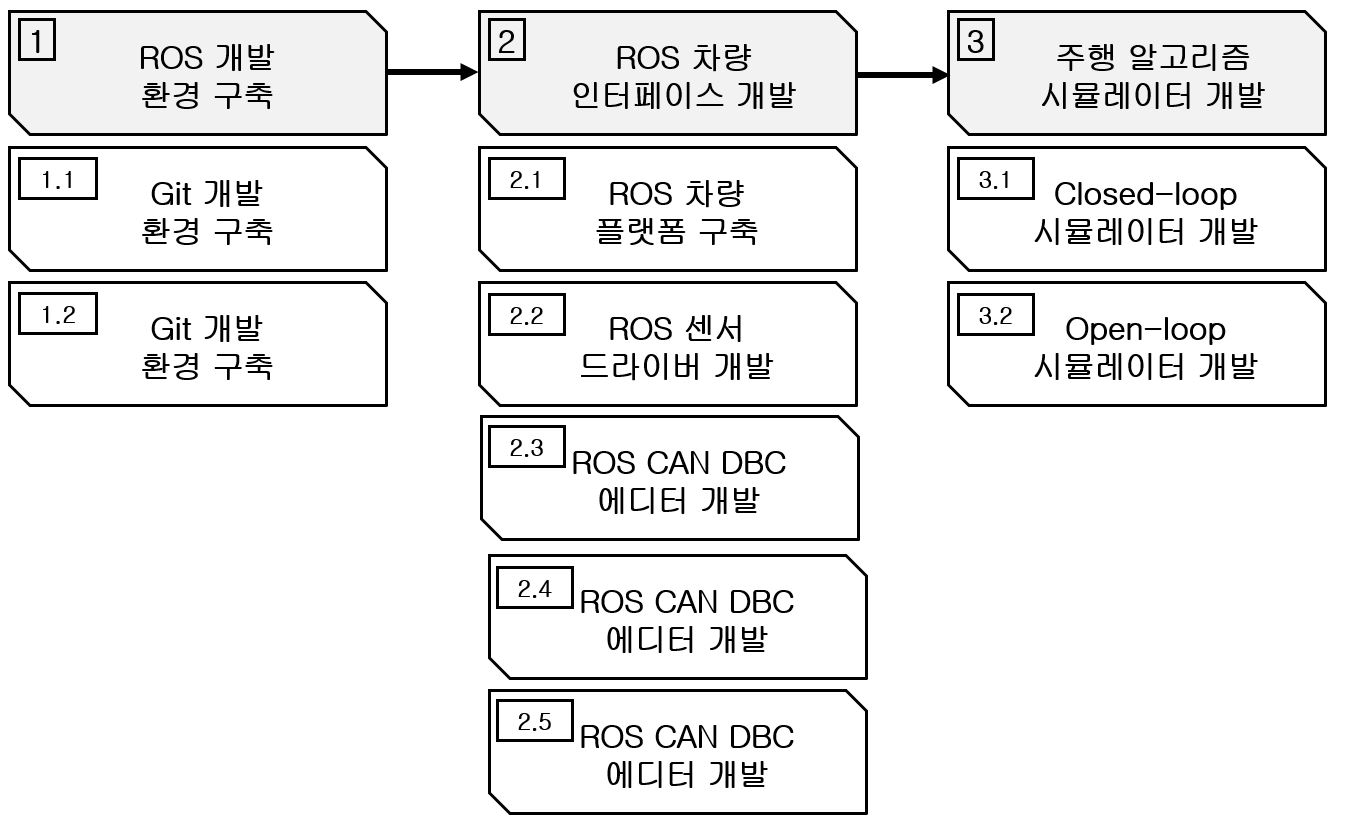 1
ROS 개발
환경 구축
1.1
Git 개발
환경 구축
1.2
Git 개발
환경 구축
2
ROS 차량
인터페이스 개발
2.1
ROS 차량
플랫폼 구축
2.2
ROS 센서
드라이버 개발
2.3
ROS CAN DBC
에디터 개발
2.4
ROS CAN DBC
에디터 개발
2.5
ROS CAN DBC
에디터 개발
3
주행 알고리즘
시뮬레이터 개발
3.1
Closed-loop
시뮬레이터 개발
3.2
Open-loop
시뮬레이터 개발